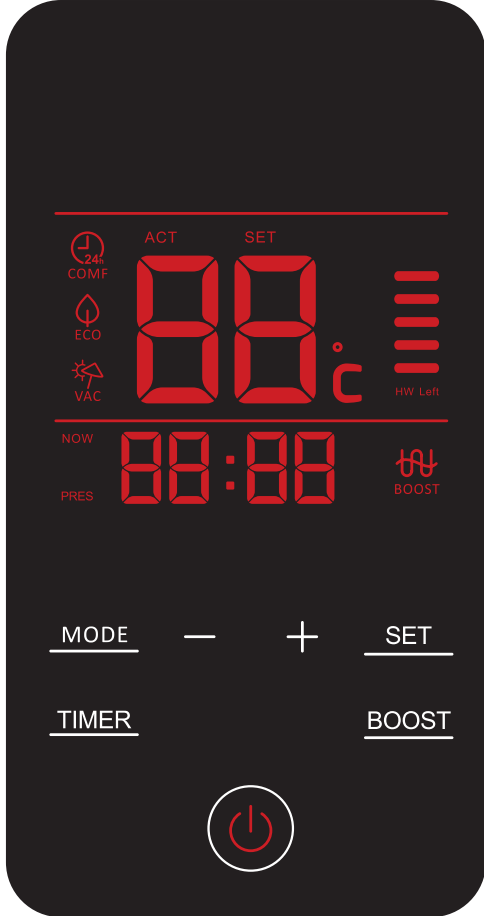 ACT SET
24h
COMF
ECO
VAC
88 °C
HW Left
NOW
88:88
PRES
BOOST
MODE − + SET
TIMER BOOST